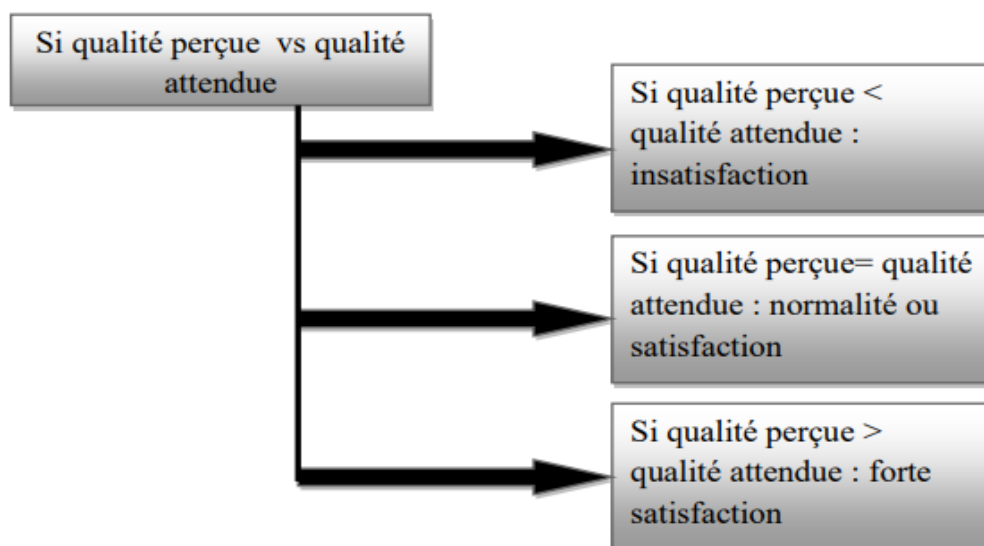 Si qualité perçue vs qualité
attendue
Si qualité perçue <
qualité attendue :
insatisfaction
Si qualité perçue= qualité
attendue : normalité ou
satisfaction
Si qualité perçue >
qualité attendue : forte
satisfaction